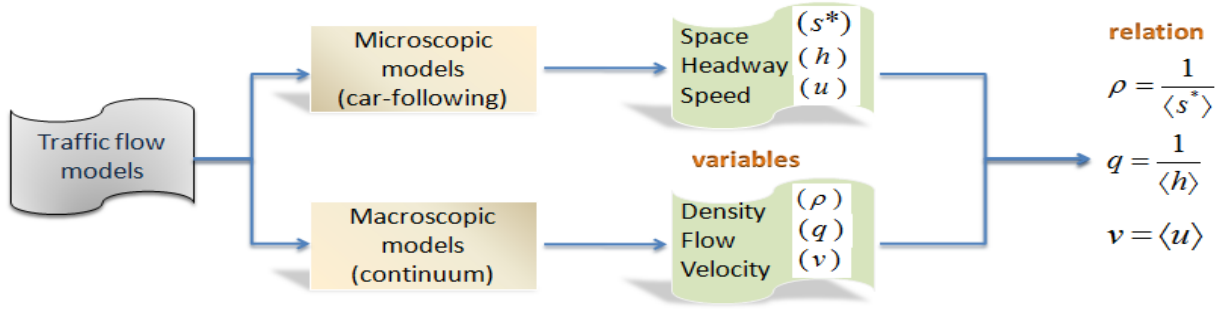 Traffic flow
models
Microscopic
models
(car-following)
Space (s*)
Headway (h)
Speed (u)
variables
Macroscopic
models
(continuum)
Density (ρ)
Flow (q)
Velocity (v)
relation
ρ = 1/⟨s*⟩
q = 1/⟨h⟩
v = ⟨u⟩